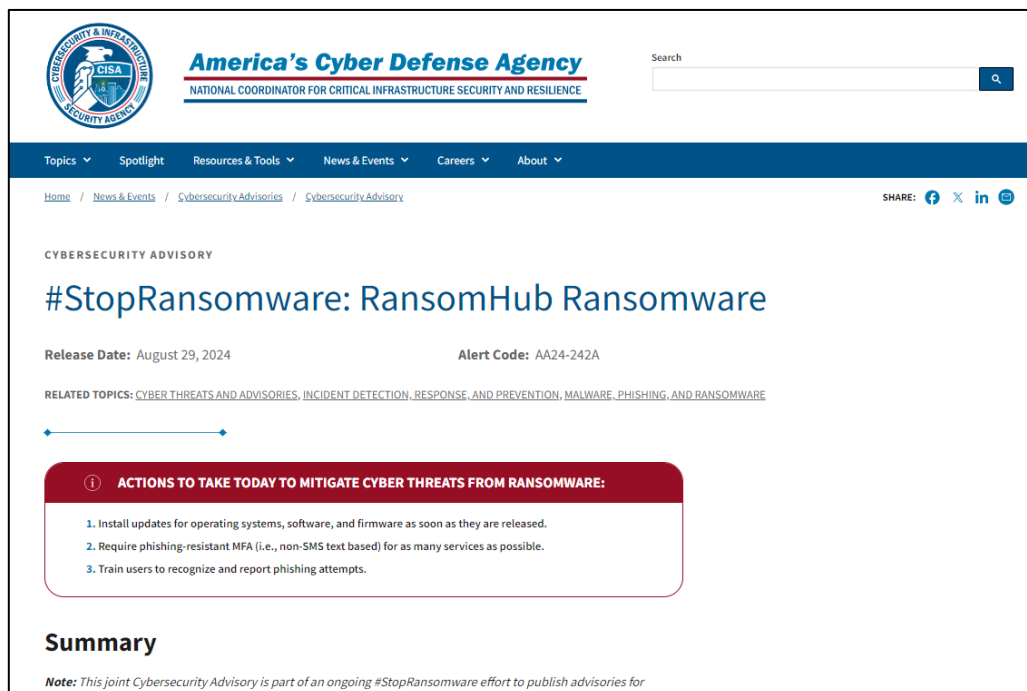 CYBERSECURITY & INFRASTRUCTURE
SECURITY AGENCY
CISA
America's Cyber Defense Agency
NATIONAL COORDINATOR FOR CRITICAL INFRASTRUCTURE SECURITY AND RESILIENCE
Search
Topics
Spotlight
Resources & Tools
News & Events
Careers
About
Home / News & Events / Cybersecurity Advisories / Cybersecurity Advisory
SHARE:
CYBERSECURITY ADVISORY
#StopRansomware: RansomHub Ransomware
Release Date: August 29, 2024
Alert Code: AA24-242A
RELATED TOPICS: CYBER THREATS AND ADVISORIES, INCIDENT DETECTION, RESPONSE, AND PREVENTION, MALWARE, PHISHING, AND RANSOMWARE
ACTIONS TO TAKE TODAY TO MITIGATE CYBER THREATS FROM RANSOMWARE:
1. Install updates for operating systems, software, and firmware as soon as they are released.
2. Require phishing-resistant MFA (i.e., non-SMS text based) for as many services as possible.
3. Train users to recognize and report phishing attempts.
Summary
Note: This joint Cybersecurity Advisory is part of an ongoing #StopRansomware effort to publish advisories for